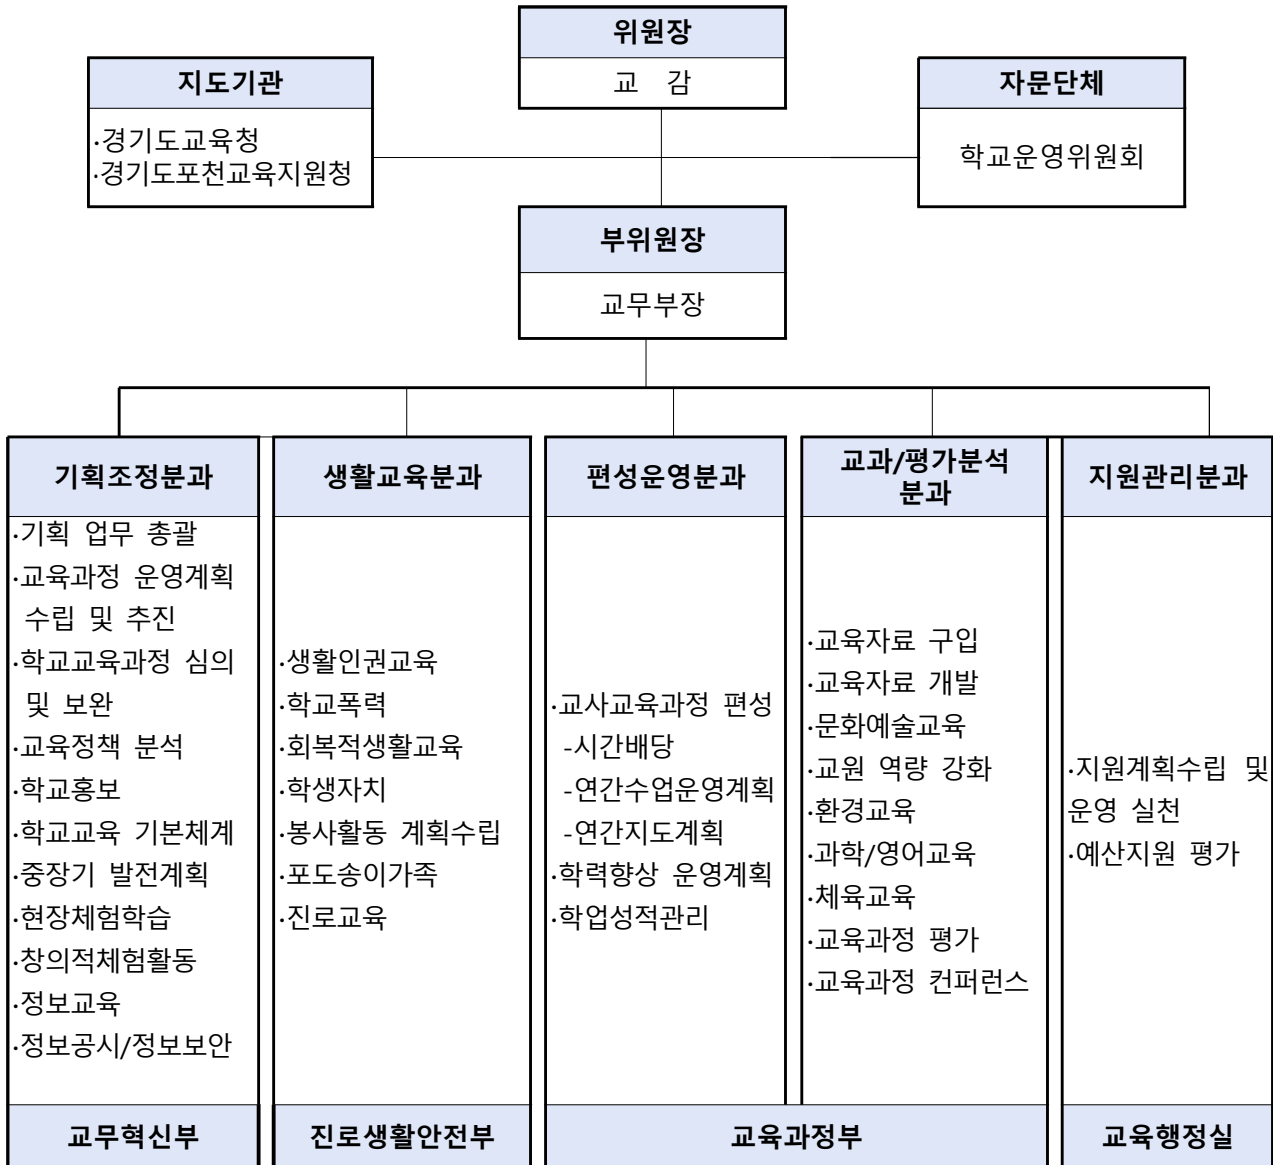 위원장
교 감
지도기관
·경기도교육청
·경기도포천교육지원청
자문단체
학교운영위원회
부위원장
교무부장
기획조정분과
·기획 업무 총괄
·교육과정 운영계획
수립 및 추진
·학교교육과정 심의
및 보완
·교육정책 분석
·학교홍보
·학교교육 기본체계
·중장기 발전계획
·현장체험학습
·창의적체험활동
·정보교육
·정보공시/정보보안
교무혁신부
생활교육분과
·생활인권교육
·학교폭력
·회복적생활교육
·학생자치
·봉사활동 계획수립
·포도송이가족
·진로교육
진로생활안전부
편성운영분과
·교사교육과정 편성
-시간배당
-연간수업운영계획
-연간지도계획
·학력향상 운영계획
·학업성적관리
교과/평가분석
분과
·교육자료 구입
·교육자료 개발
·문화예술교육
·교원 역량 강화
·환경교육
·과학/영어교육
·체육교육
·교육과정 평가
·교육과정 컨퍼런스
교육과정부
지원관리분과
·지원계획수립 및
운영 실천
·예산지원 평가
교육행정실